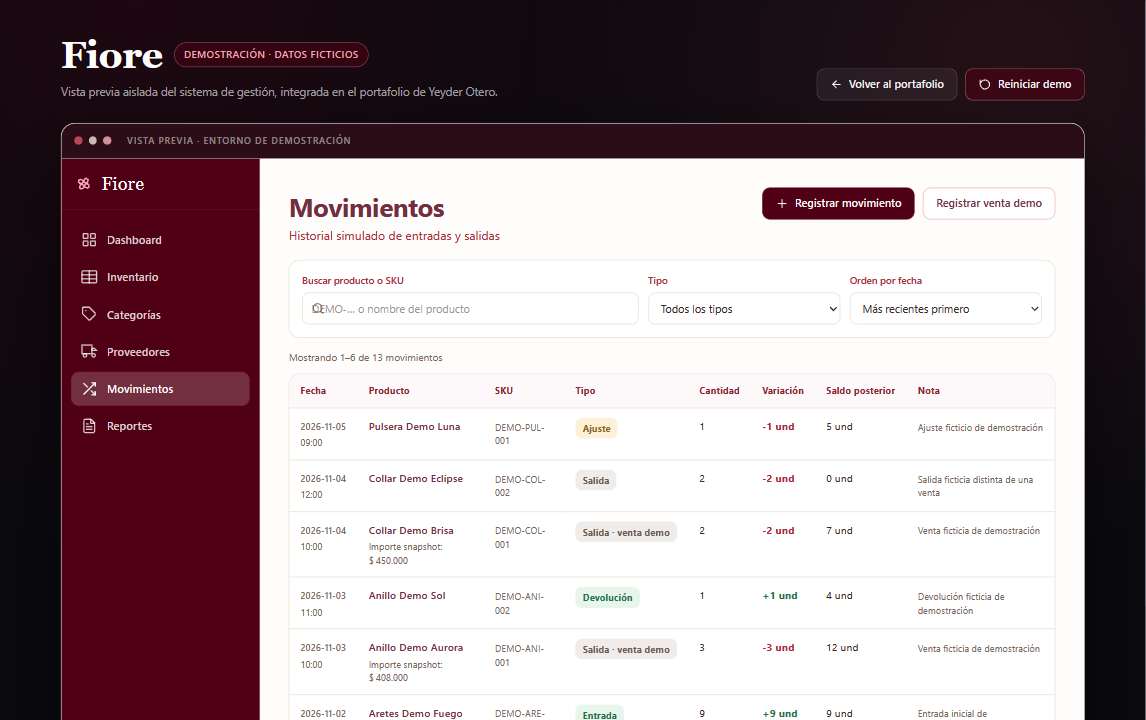 Fiore
DEMOSTRACIÓN · DATOS FICTICIOS
Vista previa aislada del sistema de gestión, integrada en el portafolio de Yeyder Otero.
← Volver al portafolio
Reiniciar demo
VISTA PREVIA · ENTORNO DE DEMOSTRACIÓN
Fiore
Dashboard
Inventario
Categorías
Proveedores
Movimientos
Reportes
Movimientos
Historial simulado de entradas y salidas
+ Registrar movimiento
Registrar venta demo
Buscar producto o SKU
Tipo
Orden por fecha
DEMO-... o nombre del producto
Todos los tipos
Más recientes primero
Mostrando 1–6 de 13 movimientos
Fecha Producto SKU Tipo Cantidad Variación Saldo posterior Nota
2026-11-05 Pulsera Demo Luna DEMO-PUL- Ajuste 1 -1 und 5 und Ajuste ficticio de demostración
09:00 001
2026-11-04 Collar Demo Eclipse DEMO-COL- Salida 2 -2 und 0 und Salida ficticia distinta de una
12:00 002 venta
2026-11-04 Collar Demo Brisa DEMO-COL- Salida · venta demo 2 -2 und 7 und Venta ficticia de demostración
10:00 Importe snapshot: 001
$ 450.000
2026-11-03 Anillo Demo Sol DEMO-ANI- Devolución 1 +1 und 4 und Devolución ficticia de
11:00 002 demostración
2026-11-03 Anillo Demo Aurora DEMO-ANI- Salida · venta demo 3 -3 und 12 und Venta ficticia de demostración
10:00 Importe snapshot: 001
$ 408.000
2026-11-02 Aretes Demo Fuego DEMO-ARE- Entrada 9 +9 und 9 und Entrada inicial de